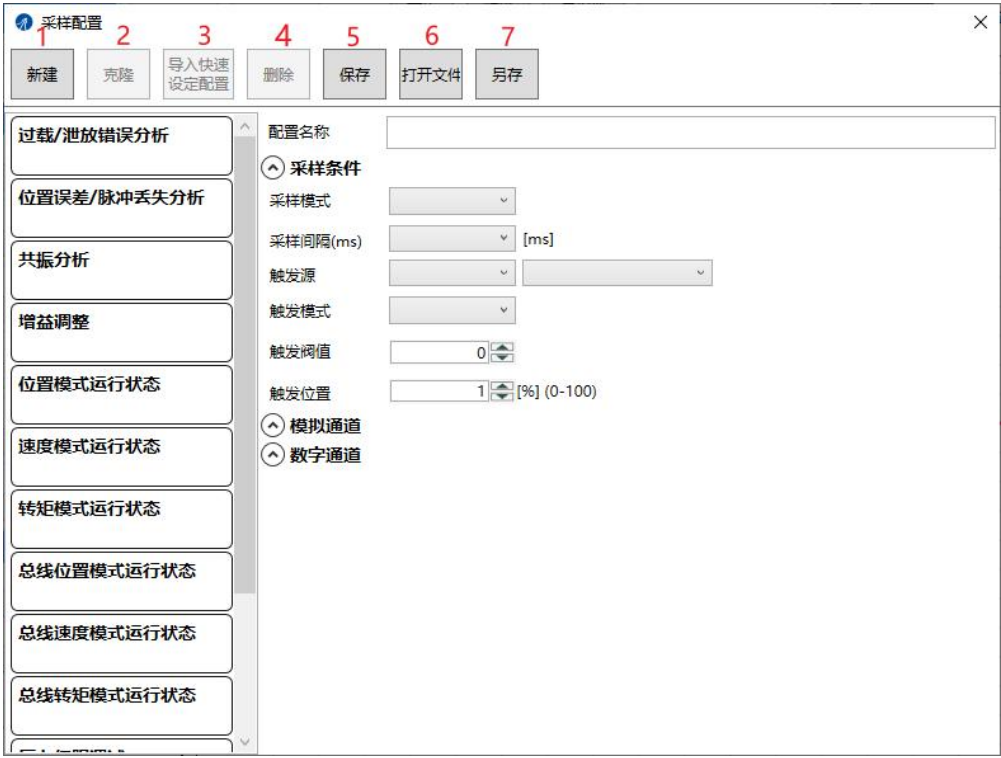 采样配置
1 2 3 4 5 6 7
新建 克隆 导入快速 删除 保存 打开文件 另存
设定配置
过载/泄放错误分析
位置误差/脉冲丢失分析
共振分析
增益调整
位置模式运行状态
速度模式运行状态
转矩模式运行状态
总线位置模式运行状态
总线速度模式运行状态
总线转矩模式运行状态
配置名称
采样条件
采样模式
采样间隔(ms) [ms]
触发源
触发模式
触发阀值 0
触发位置 1 [%] (0-100)
模拟通道
数字通道